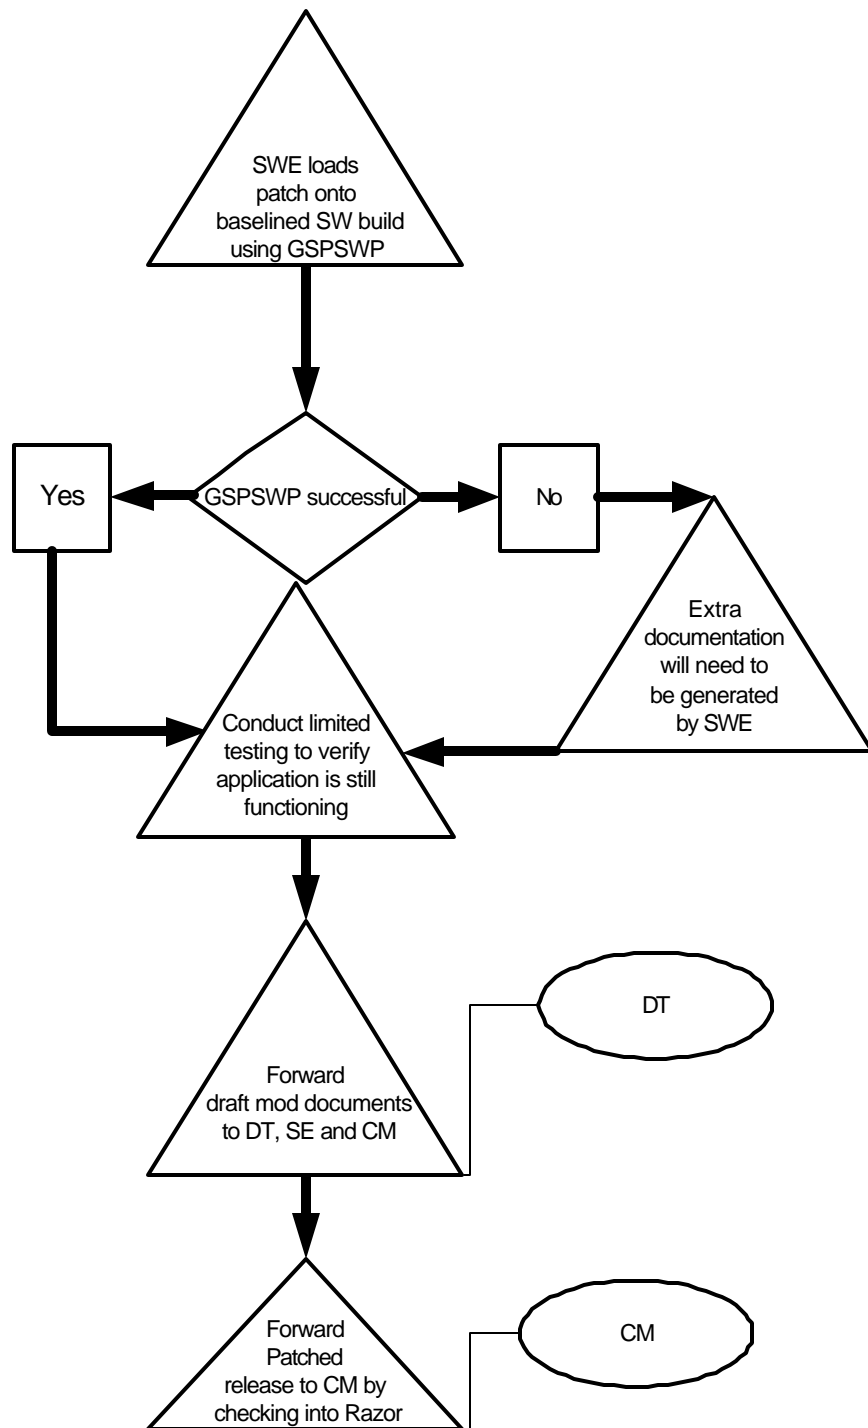 SWE loads
patch onto
baselined SW build
using GSPSWP
Yes
GSPSWP successful
No
Extra
documentation
will need to
be generated
by SWE
Conduct limited
testing to verify
application is still
functioning
DT
Forward
draft mod documents
to DT, SE and CM
CM
Forward
Patched
release to CM by
checking into Razor